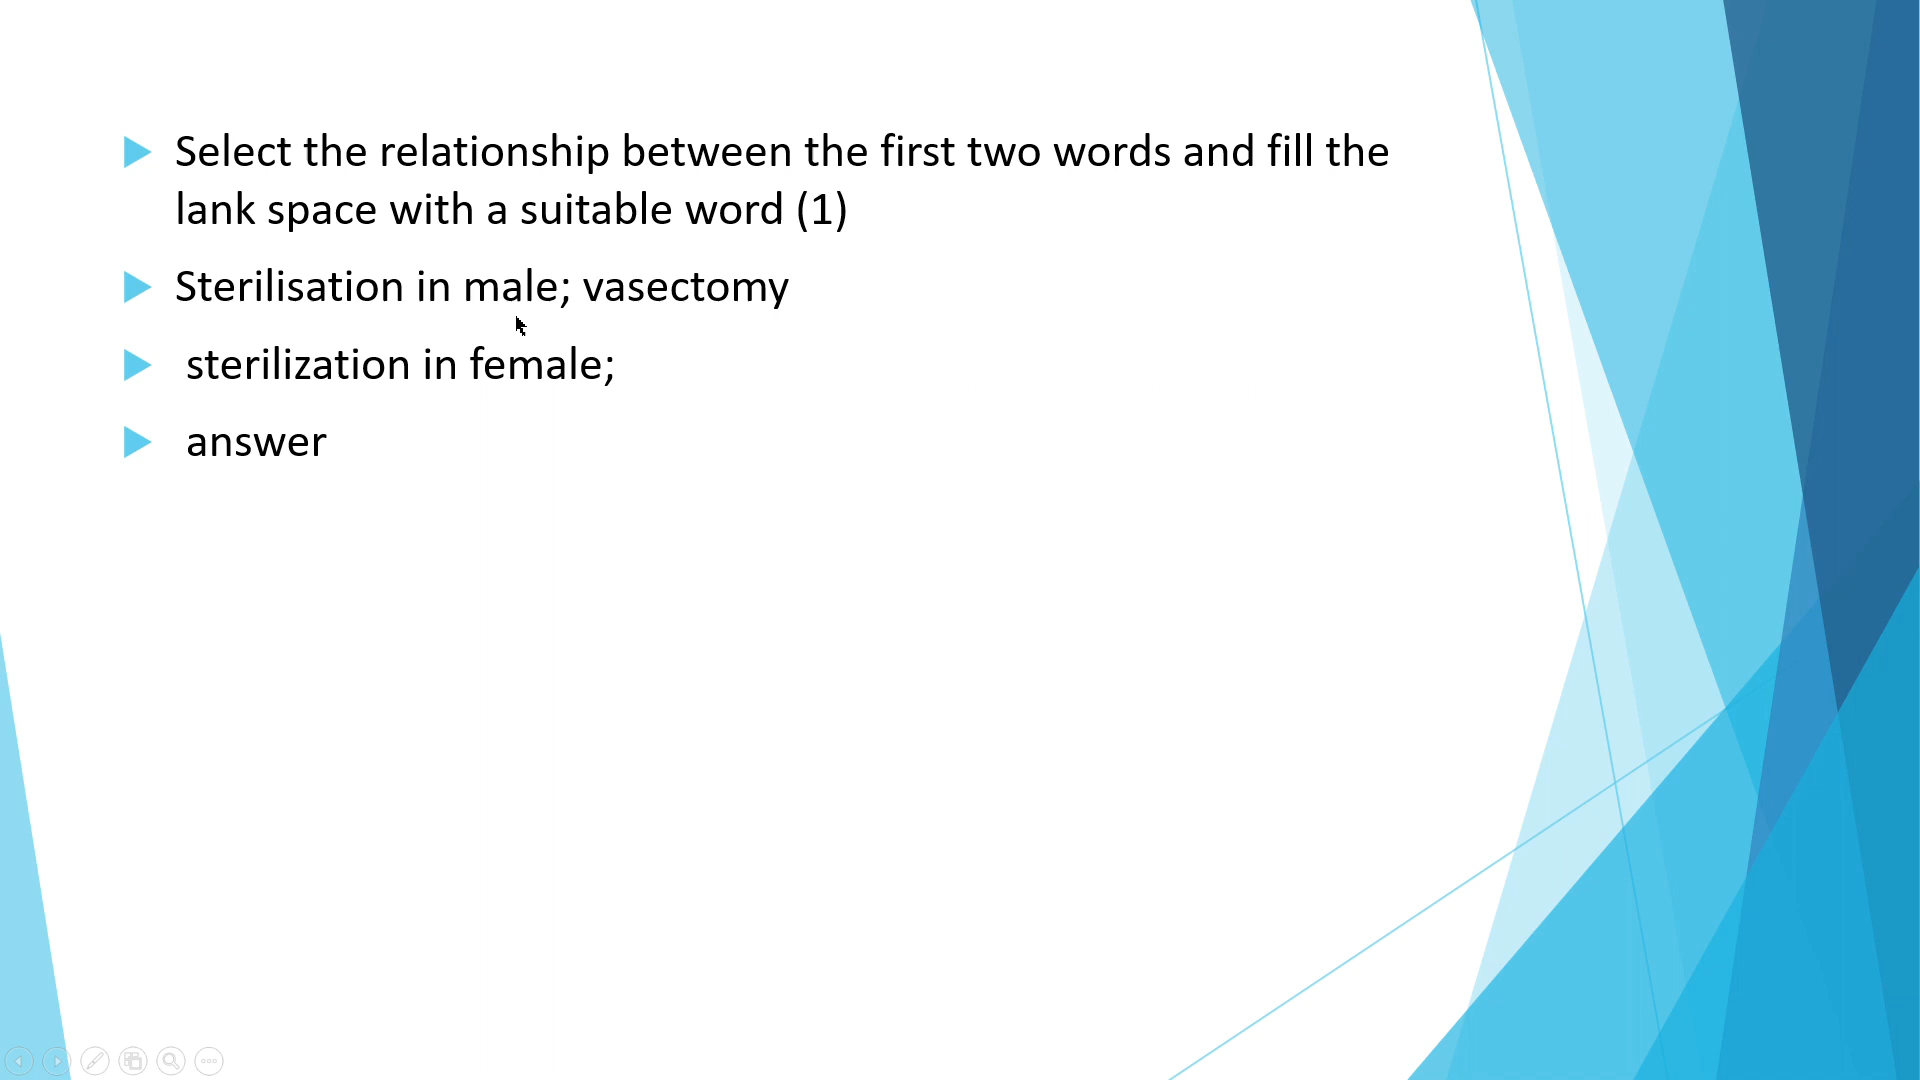 Select the relationship between the first two words and fill the
lank space with a suitable word (1)
Sterilisation in male; vasectomy
sterilization in female;
answer